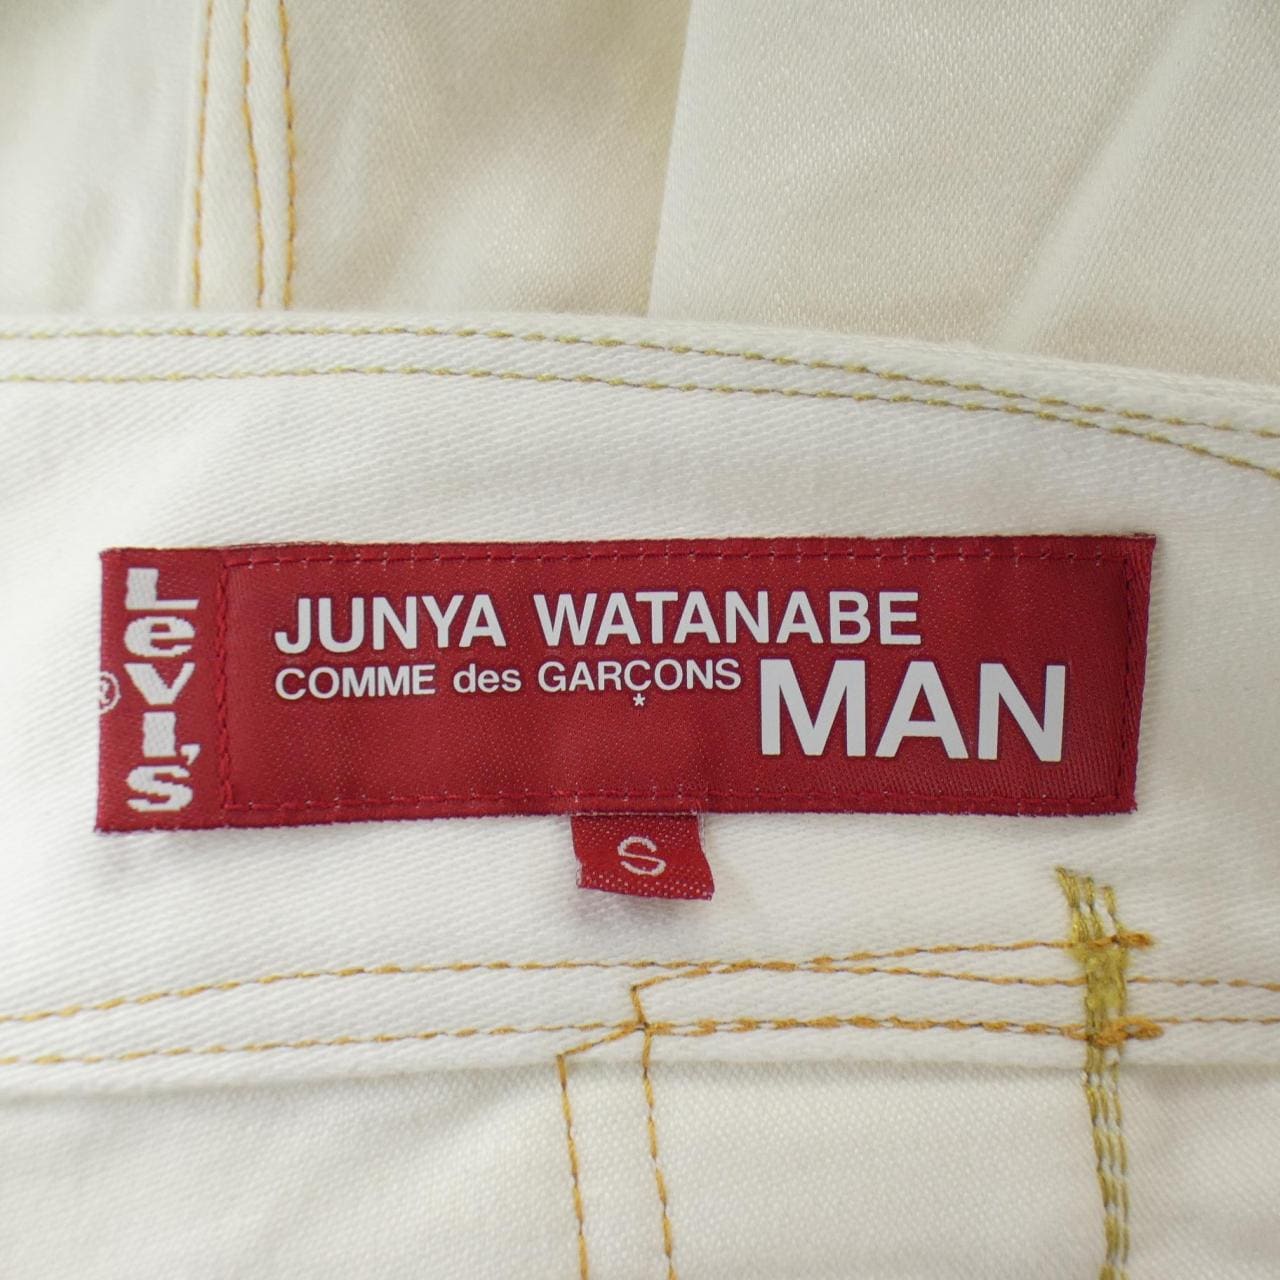 Levi's
®
JUNYA WATANABE
COMME des GARÇONS
*
MAN
S